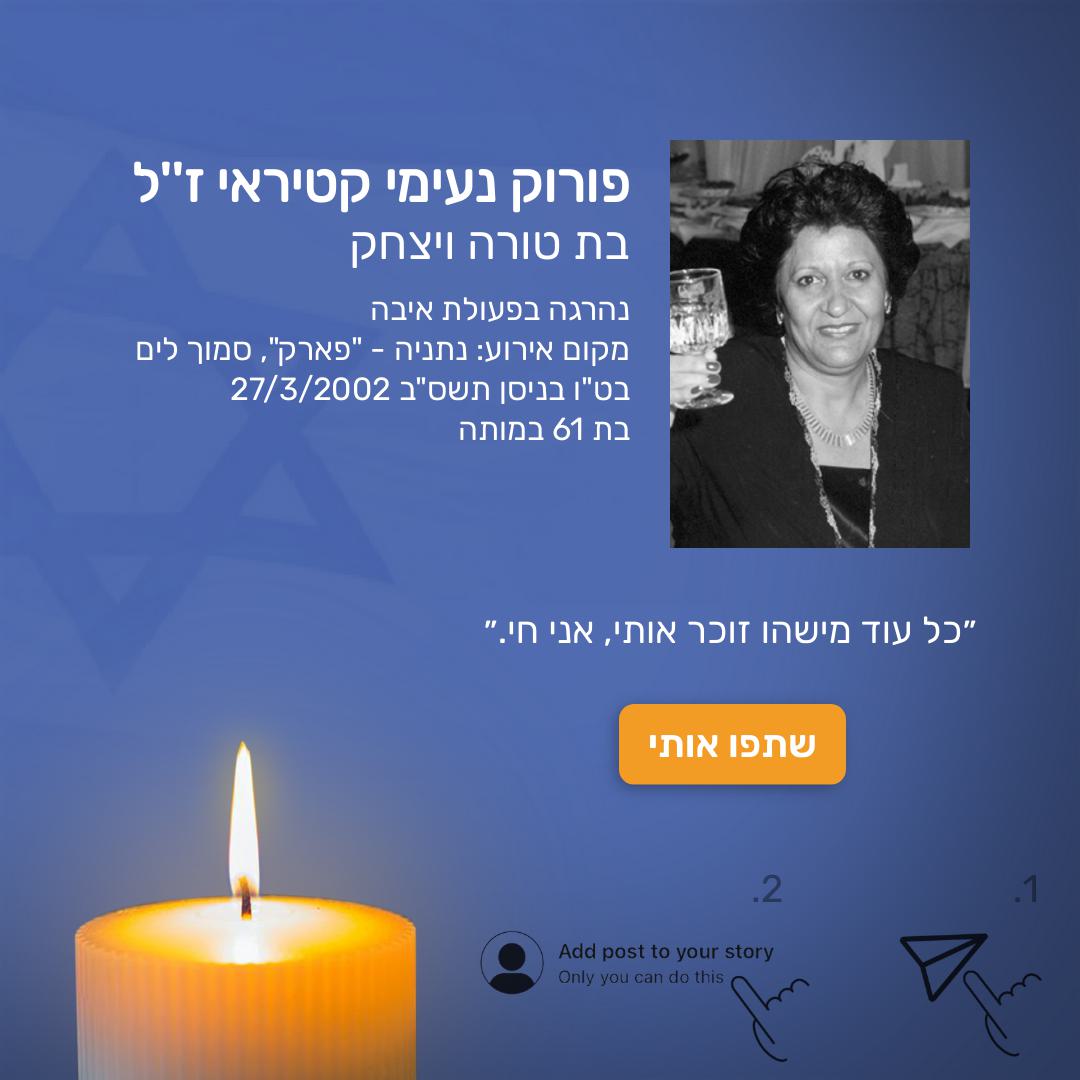 פורוק נעימי קטיראי ז"ל
בת טורה ויצחק
נהרגה בפעולת איבה
מקום אירוע: נתניה - "פארק", סמוך לים
בט"ו בניסן תשס"ב 27/3/2002
בת 61 במותה
״כל עוד מישהו זוכר אותי, אני חי.״
שתפו אותי
1.
2.
Add post to your story
Only you can do this